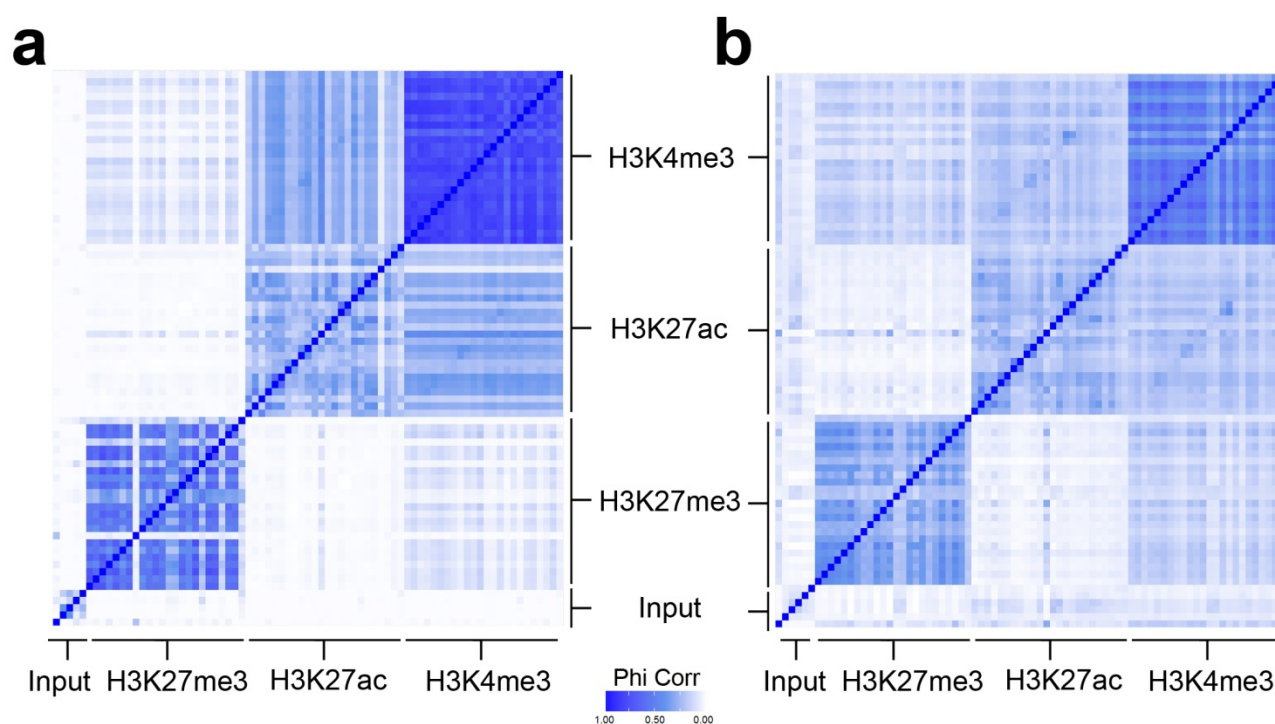 a
b
H3K4me3
H3K27ac
H3K27me3
Input
Input H3K27me3 H3K27ac H3K4me3
Phi Corr
1.00 0.50 0.00
Input H3K27me3 H3K27ac H3K4me3